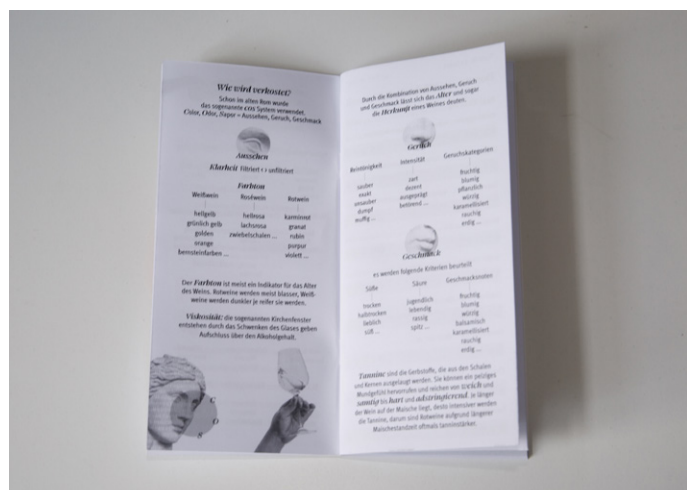 Wie wird verkostet?
Schon im alten Rom wurde
das sogenannte cos System verwendet.
Color, Odor, Sapor = Aussehen, Geruch, Geschmack
Aussehen
Klarheit filtriert <> unfiltriert
Farbton
Weißwein Roséwein Rotwein
hellgelb hellrosa karminrot
grünlich gelb lachsrosa granat
golden zwiebelschalen ... rubin
orange purpur
bernsteinfarben ... violett ...
Der Farbton ist meist ein Indikator für das Alter
des Weins. Rotweine werden meist blasser, Weiß-
weine werden dunkler je reifer sie werden.
Viskosität: die sogenannten Kirchenfenster
entstehen durch das Schwenken des Glases geben
Aufschluss über den Alkoholgehalt.
C
O
S
Durch die Kombination von Aussehen, Geruch
und Geschmack lässt sich das Alter und sogar
die Herkunft eines Weines deuten.
Geruch
Reintönigkeit Intensität Geruchskategorien
sauber zart fruchtig
exakt dezent blumig
unsauber ausgeprägt pflanzlich
dumpf betörend ... würzig
muffig ... karamellisiert
rauchig
erdig ...
Geschmack
es werden folgende Kriterien beurteilt
Süße Säure Geschmacksnoten
trocken jugendlich fruchtig
halbtrocken lebendig blumig
lieblich rassig würzig
süß ... spitz ... balsamisch
karamellisiert
rauchig
erdig ...
Tannine sind die Gerbstoffe, die aus den Schalen
und Kernen ausgelaugt werden. Sie können ein pelziges
Mundgefühl hervorrufen und reichen von weich und
samtig bis hart und adstringierend. Je länger
der Wein auf der Maische liegt, desto intensiver werden
die Tannine, darum sind Rotweine aufgrund längerer
Maischestandzeit oftmals tanninstärker.